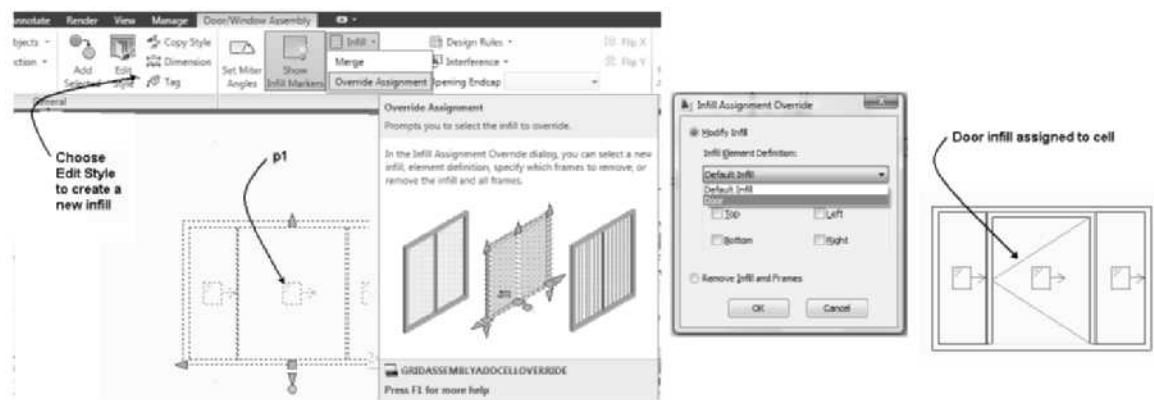 Annotate Render View Manage Door/Window Assembly
Copy Style
Dimension
Tag
Add Selected
Edit Style
Set Miter Angles
Show Infill Markers
Infill
Merge
Override Assignment
Design Rules
Interference
Opening Endcap
Flip X
Flip Y
General
Override Assignment
Prompts you to select the infill to override.
In the Infill Assignment Override dialog, you can select a new
infill, element definition, specify which frames to remove, or
remove the infill and all frames.
GRIDASSEMBLYADDCELLOVERRIDE
Press F1 for more help
Choose
Edit Style
to create a
new infill
p1
Infill Assignment Override
Modify Infill
Infill Element Definition:
Default Infill
Default Infill
Door
Top
Left
Bottom
Right
Remove Infill and Frames
OK
Cancel
Door infill assigned to cell